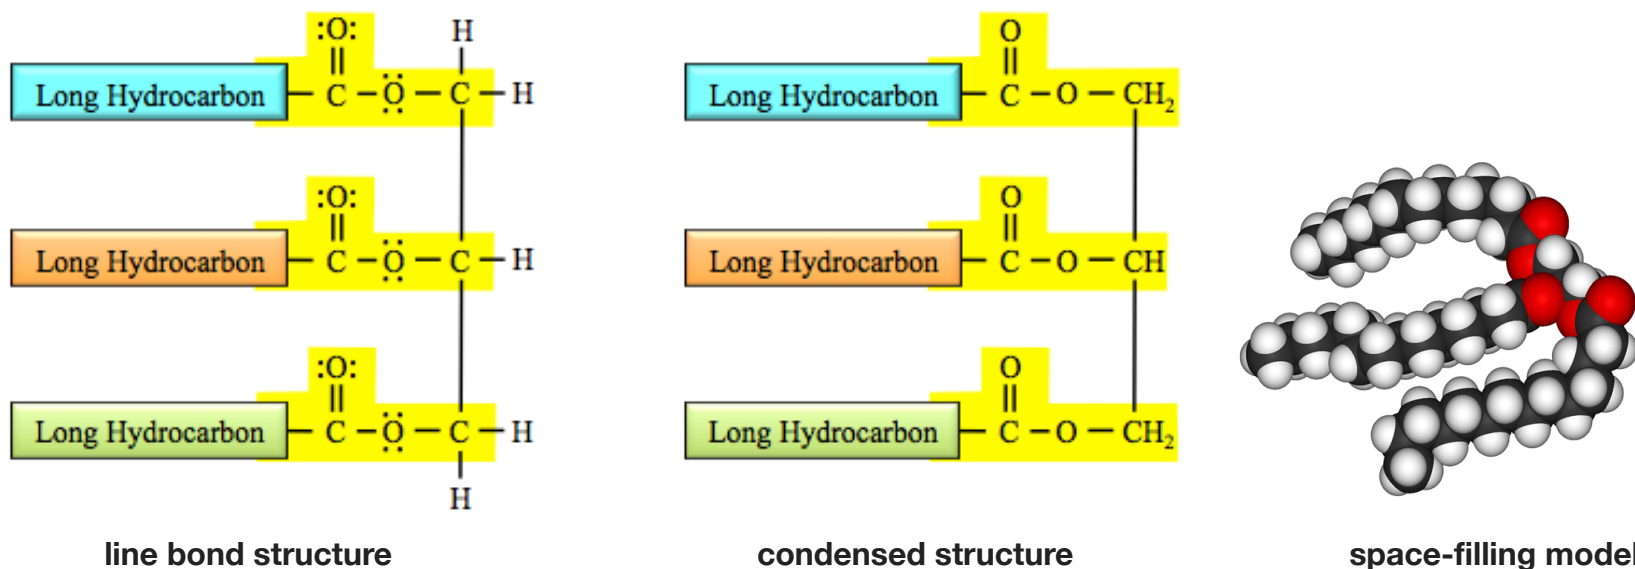 :O: H
Long Hydrocarbon C O C H
:O:
Long Hydrocarbon C O C H
:O:
Long Hydrocarbon C O C H
H
line bond structure
O
Long Hydrocarbon C O CH₂
O
Long Hydrocarbon C O CH
O
Long Hydrocarbon C O CH₂
condensed structure
space-filling model